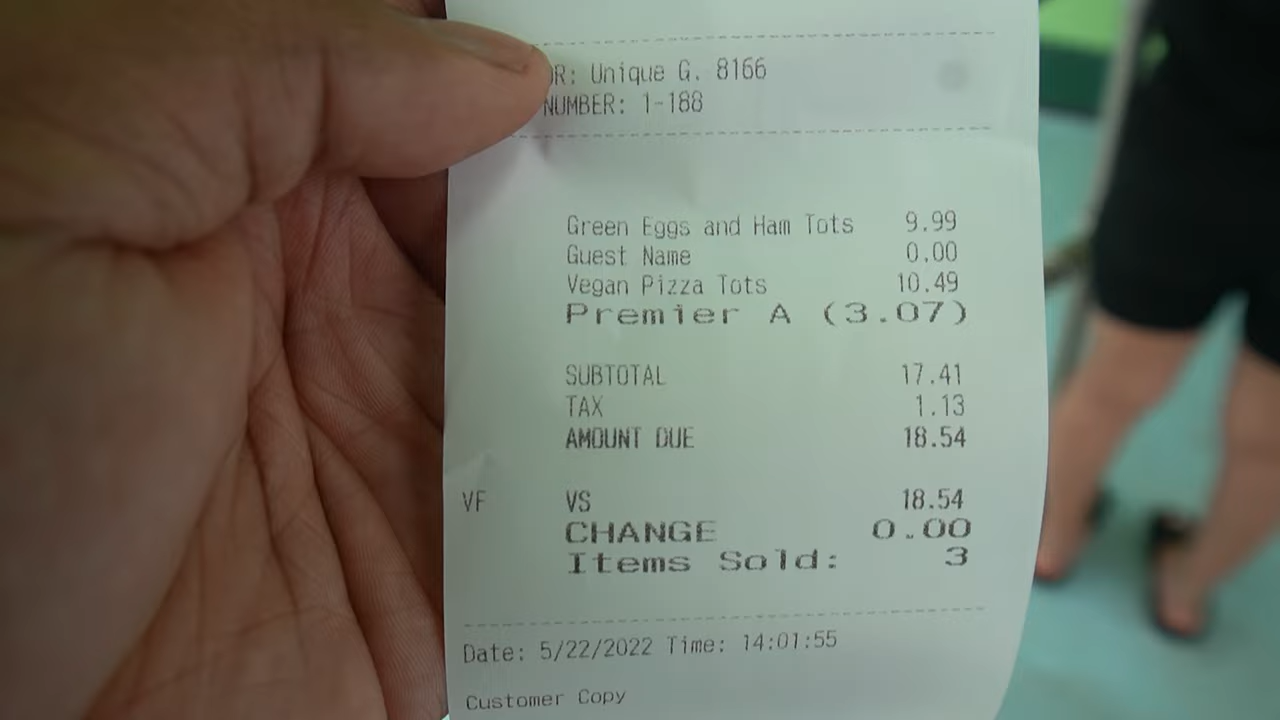 OR: Unique G. 8166
NUMBER: 1-188
Green Eggs and Ham Tots 9.99
Guest Name 0.00
Vegan Pizza Tots 10.49
Premier A (3.07)
SUBTOTAL 17.41
TAX 1.13
AMOUNT DUE 18.54
VF VS 18.54
CHANGE 0.00
Items Sold: 3
Date: 5/22/2022 Time: 14:01:55
Customer Copy